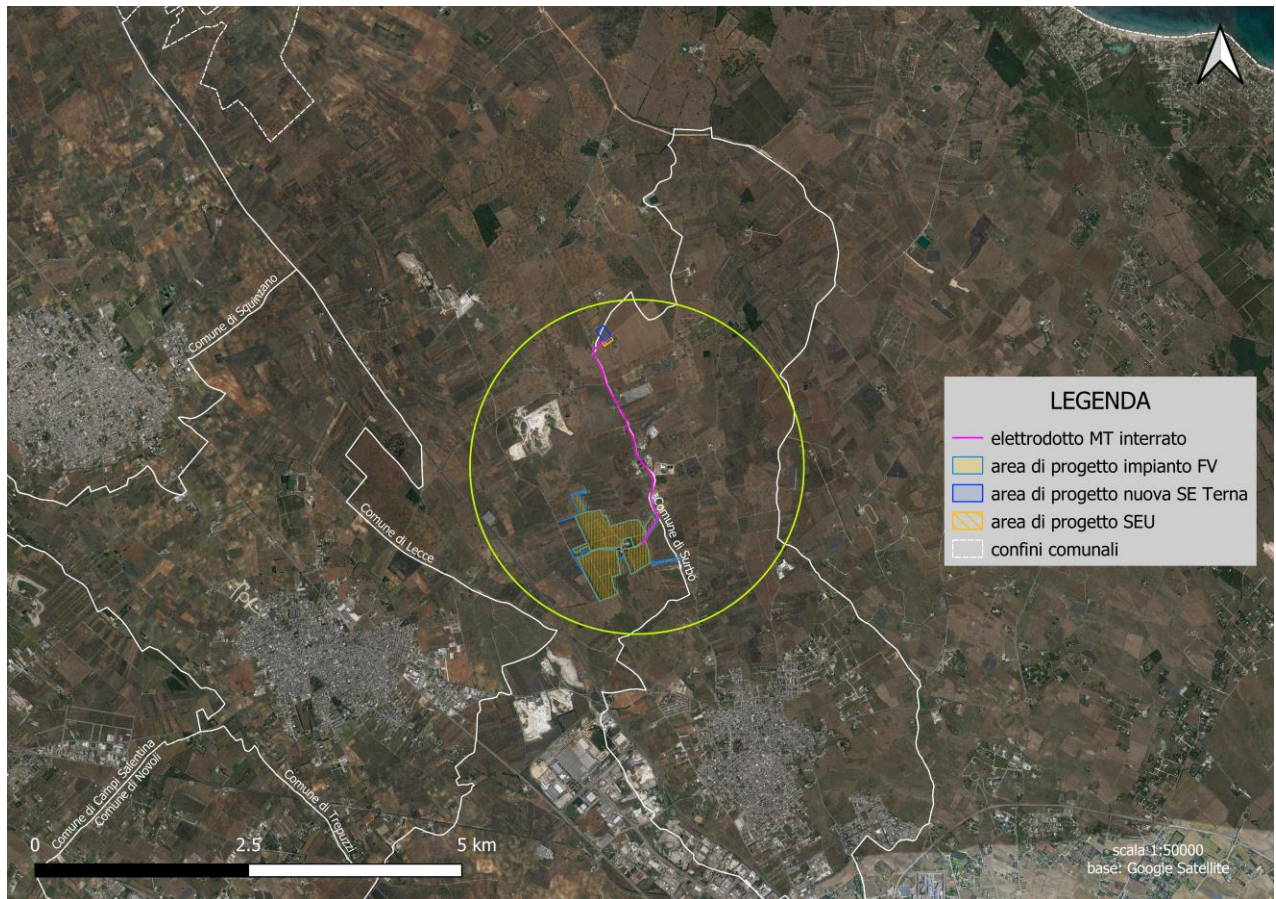 Comune di Squinzano
Comune di Lecce
Comune di Surbo
LEGENDA
elettrodotto MT interrato
area di progetto impianto FV
area di progetto nuova SE Terna
area di progetto SEU
confini comunali
Comune di Campi Salentina
Comune di Novoli
Comune di Trepuzzi
0 2.5 5 km
scala 1:50000
base: Google Satellite